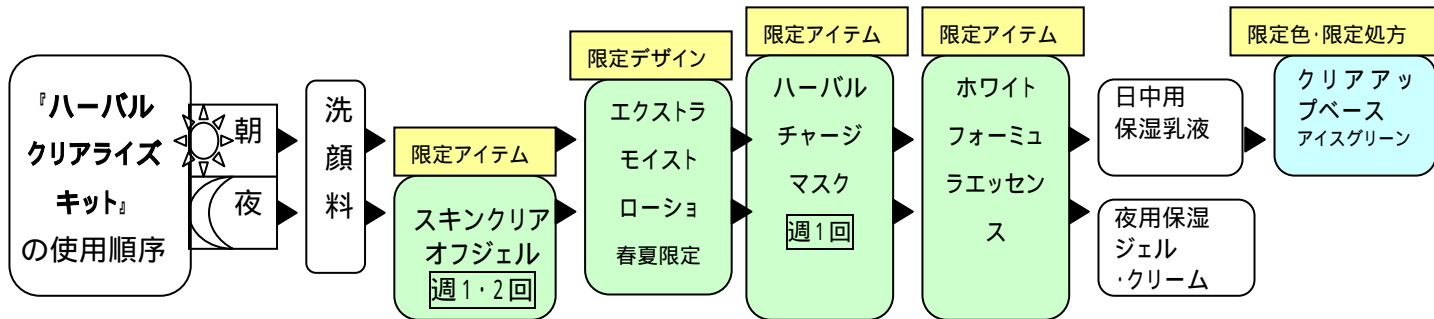 『ハーバル
クリアライズ
キット』
の使用順序
朝
夜
洗
顔
料
限定アイテム
スキンクリア
オフジェル
週1・2回
限定デザイン
エクストラ
モイスト
ローショ
春夏限定
限定アイテム
ハーバル
チャージ
マスク
週1回
限定アイテム
ホワイト
フォーミュ
ラエッセン
ス
日中用
保湿乳液
夜用保湿
ジェル
・クリーム
限定色・限定処方
クリアアッ
プベース
アイスグリーン